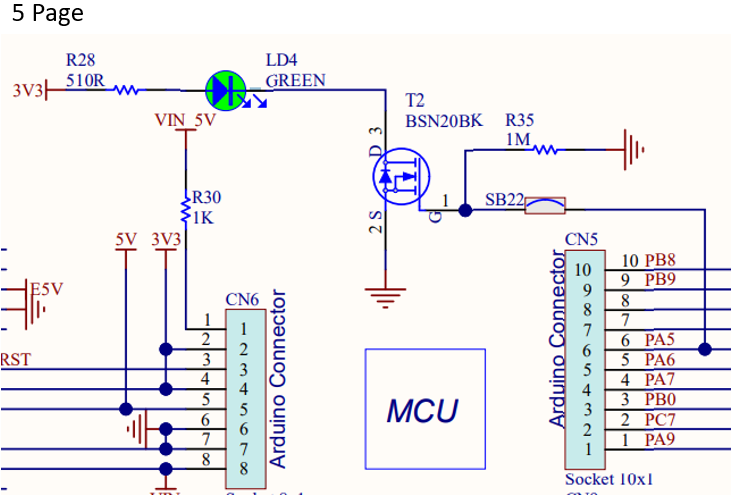 5 Page
R28
510R
3V3
LD4
GREEN
VIN_5V
T2
BSN20BK
R35
1M
D 3
2 S
G
1
SB22
R30
1K
5V 3V3
E5V
RST
CN6
1 1
2 2
3 3
4 4
5 5
6 6
7 7
8 8
Arduino Connector
MCU
CN5
Arduino Connector
10 10 PB8
9 9 PB9
8 8
7 7
6 6 PA5
5 5 PA6
4 4 PA7
3 3 PB0
2 2 PC7
1 1 PA9
Socket 10x1